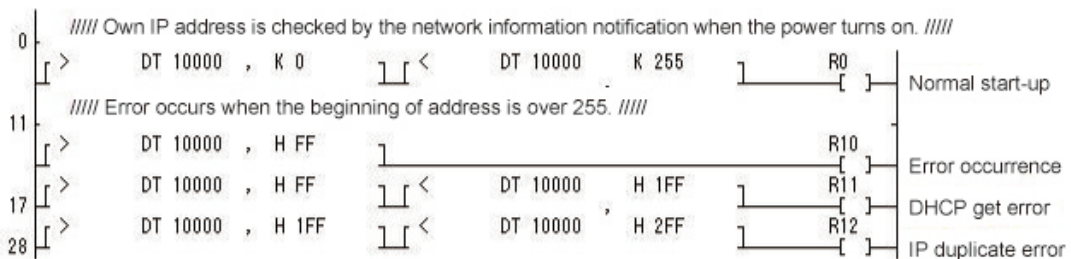 ///// Own IP address is checked by the network information notification when the power turns on. /////
0
> DT 10000 , K 0 < DT 10000 K 255 R0
Normal start-up
///// Error occurs when the beginning of address is over 255. /////
11
> DT 10000 , H FF R10
Error occurrence
> DT 10000 , H FF < DT 10000 , H 1FF R11
17 DHCP get error
> DT 10000 , H 1FF < DT 10000 H 2FF R12
28 IP duplicate error